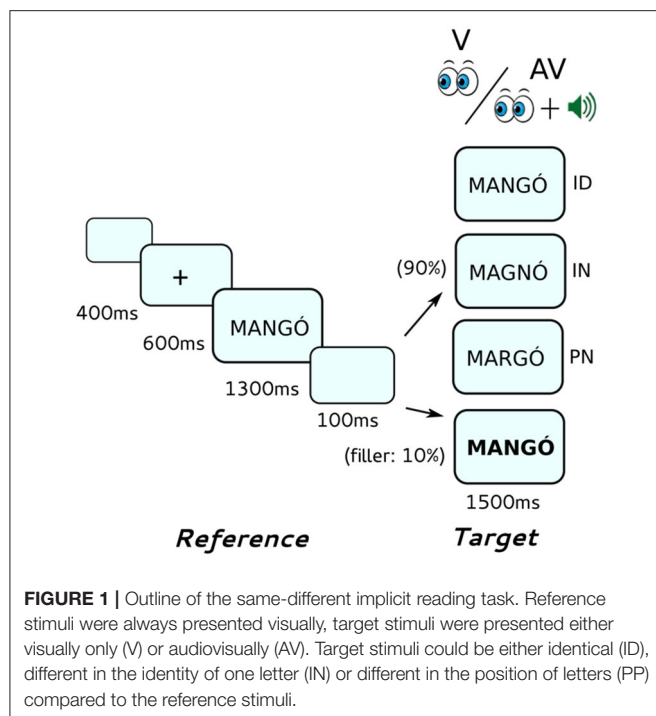 V
AV
+
MANGÓ ID
(90%) MAGNÓ IN
MARGÓ PN
MANGÓ
+
MANGÓ
400ms
600ms
1300ms
100ms
(filler: 10%)
1500ms
Reference Target
FIGURE 1 | Outline of the same-different implicit reading task. Reference
stimuli were always presented visually, target stimuli were presented either
visually only (V) or audiovisually (AV). Target stimuli could be either identical (ID),
different in the identity of one letter (IN) or different in the position of letters (PP)
compared to the reference stimuli.